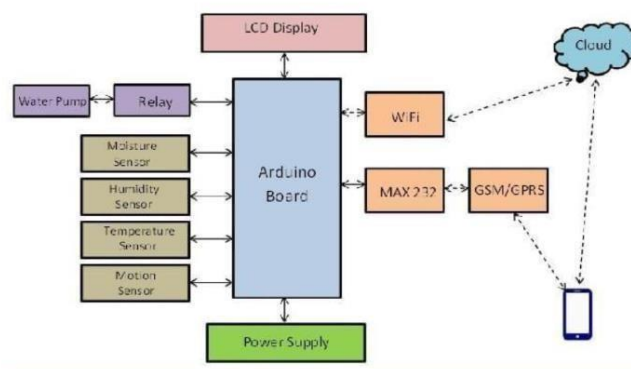 LCD Display
Cloud
Water Pump
Relay
WiFi
Moisture
Sensor
Arduino
Board
Humidity
Sensor
MAX 232
GSM/GPRS
Temperature
Sensor
Motion
Sensor
Power Supply